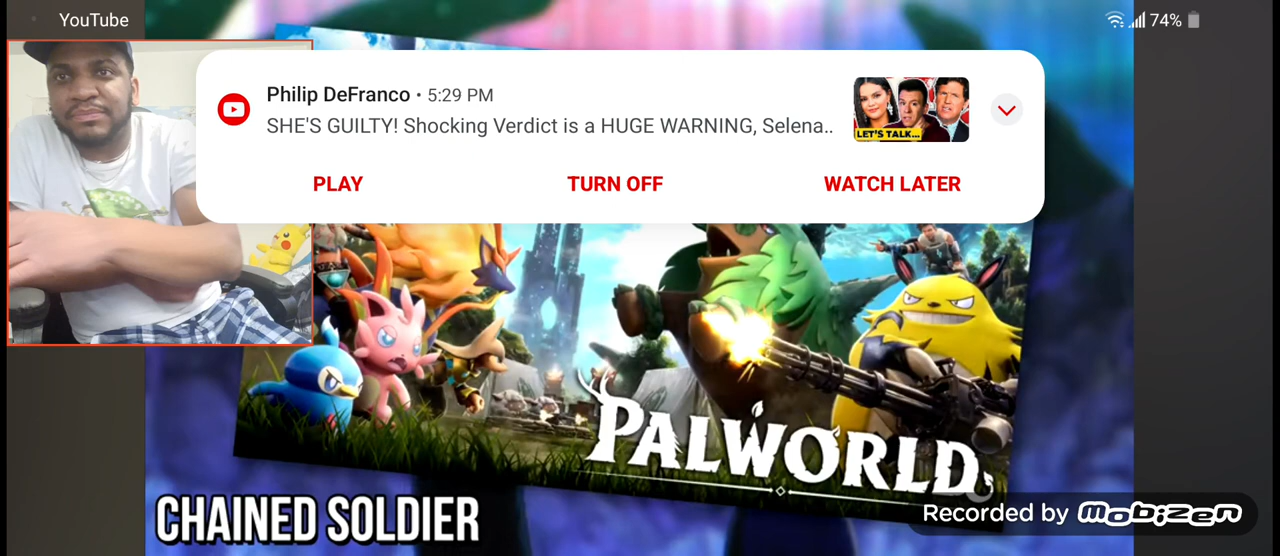 YouTube
74%
Philip DeFranco • 5:29 PM
SHE'S GUILTY! Shocking Verdict is a HUGE WARNING, Selena..
LET'S TALK...
PLAY
TURN OFF
WATCH LATER
PALWORLD
CHAINED SOLDIER
Recorded by mobizen